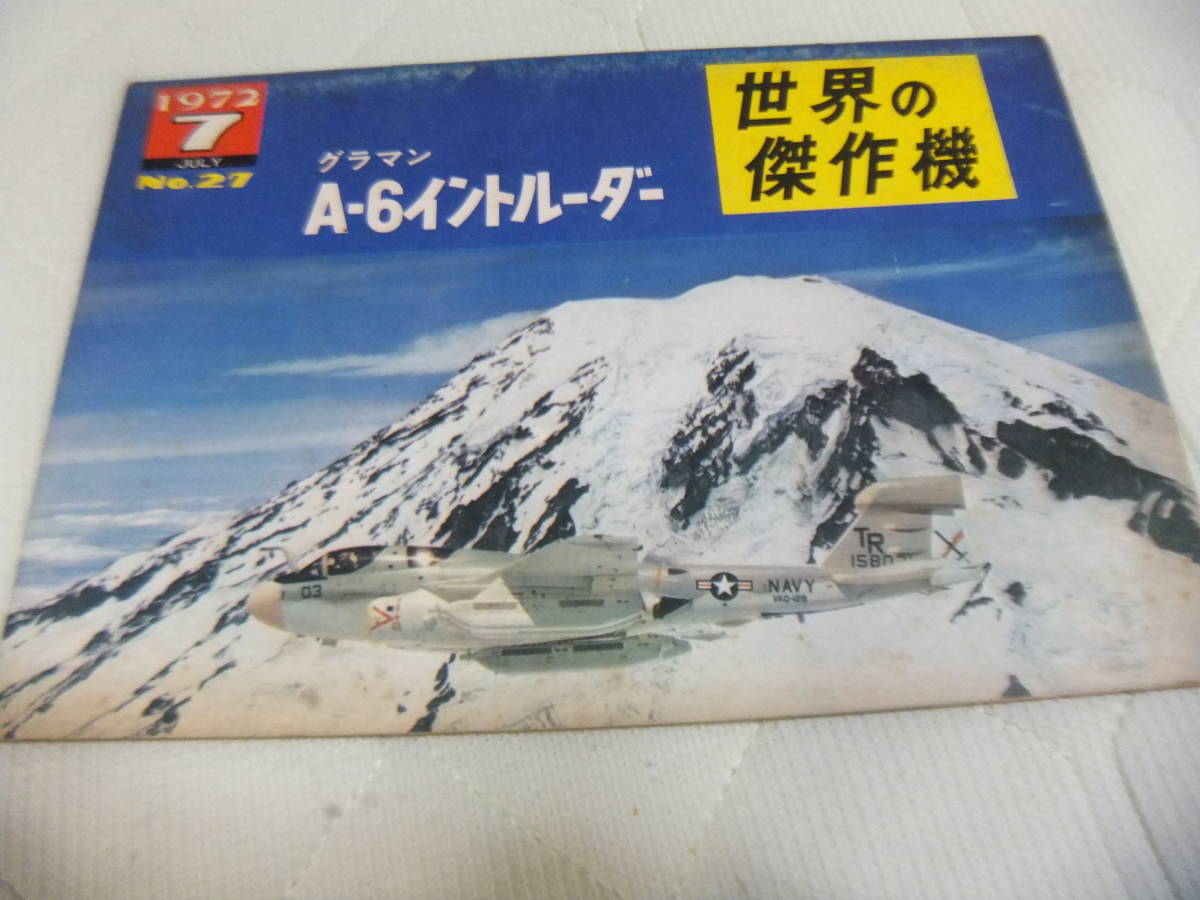 1972
7
JULY
No.27
グラマン
A-6イントルーダー
世界の
傑作機
03
TR
NAVY
VAQ-129